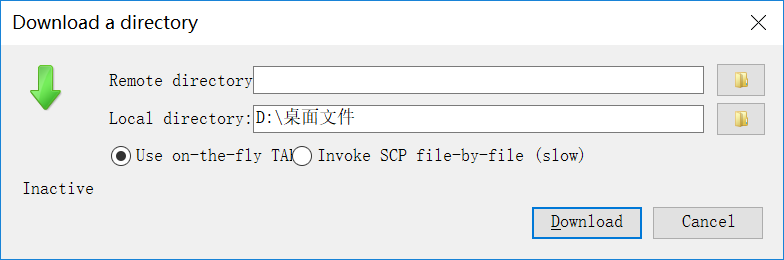 Download a directory
Remote directory
Local directory: D:\桌面文件
Use on-the-fly TA Invoke SCP file-by-file (slow)
Inactive
Download Cancel